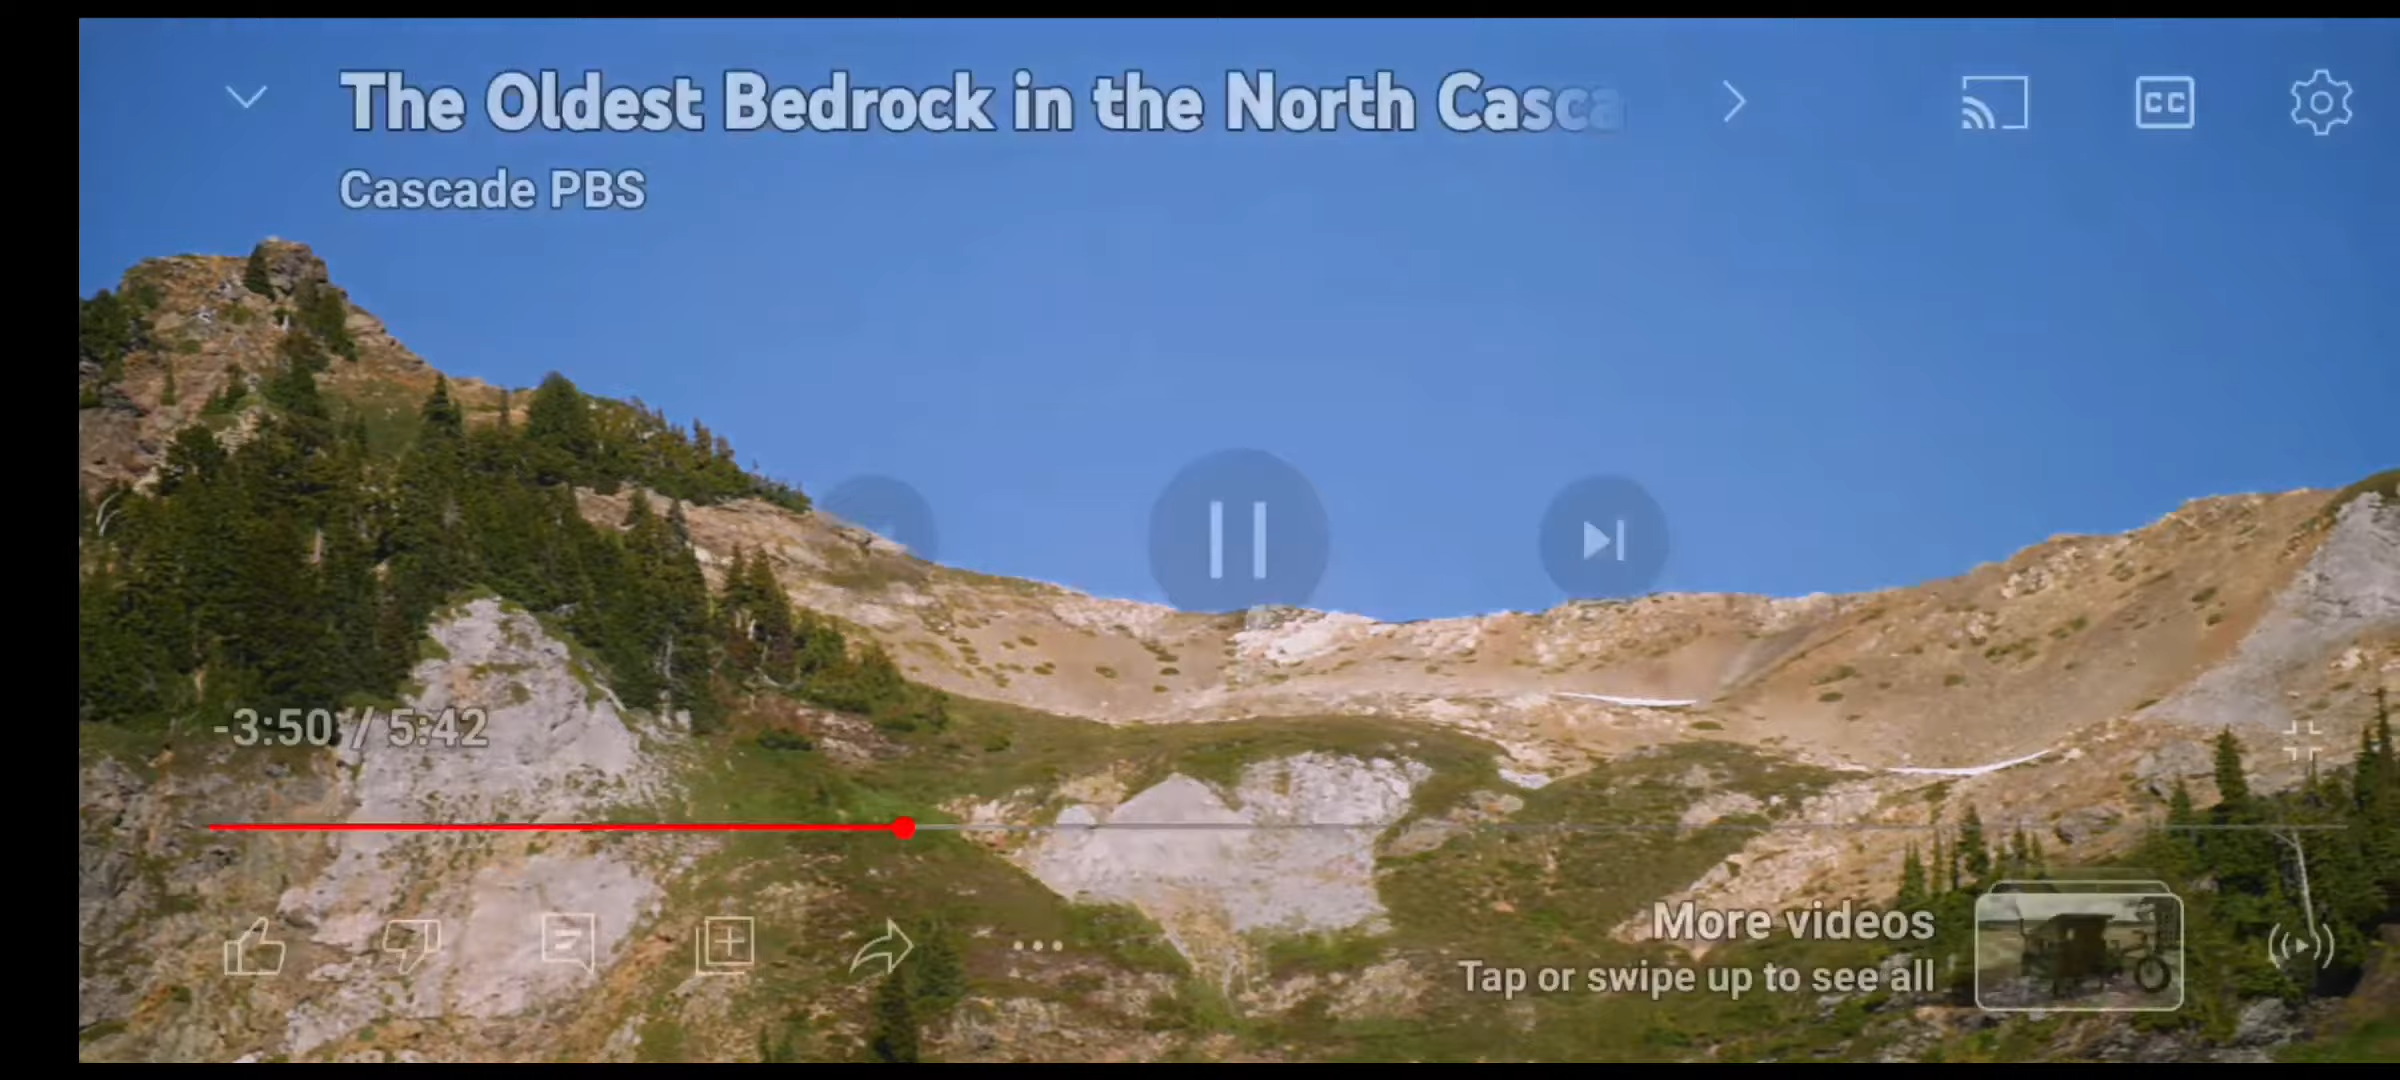 The Oldest Bedrock in the North Casca
Cascade PBS
CC
-3:50 / 5:42
More videos
Tap or swipe up to see all